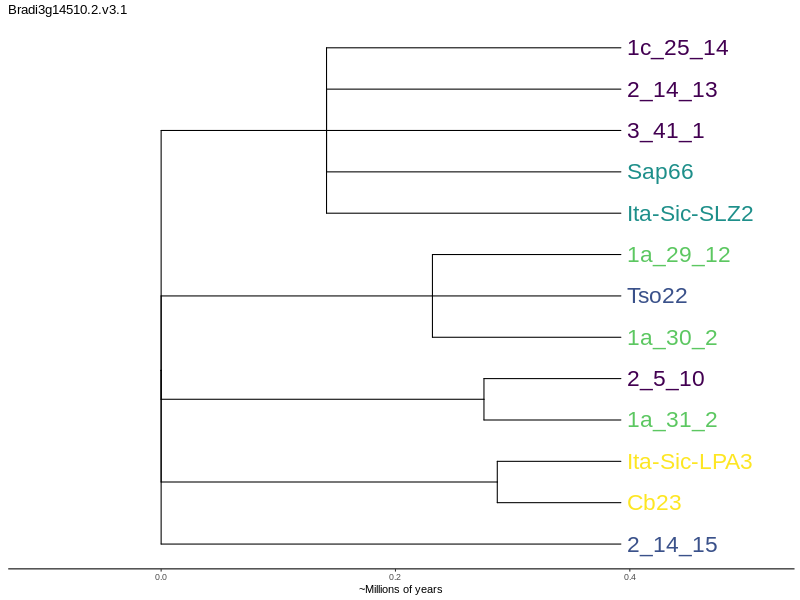 Bradi3g14510.2.v3.1
1c_25_14
2_14_13
3_41_1
Sap66
Ita-Sic-SLZ2
1a_29_12
Tso22
1a_30_2
2_5_10
1a_31_2
Ita-Sic-LPA3
Cb23
2_14_15
0.0 0.2 0.4
~Millions of years